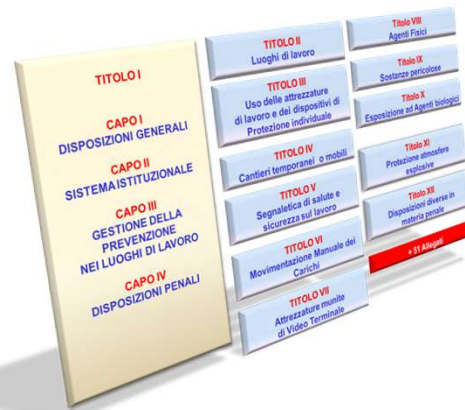 TITOLO I
CAPO I
DISPOSIZIONI GENERALI
CAPO II
SISTEMA ISTITUZIONALE
CAPO III
GESTIONE DELLA
PREVENZIONE
NEI LUOGHI DI LAVORO
CAPO IV
DISPOSIZIONI PENALI
TITOLO II
Luoghi di lavoro
TITOLO III
Uso delle attrezzature
di lavoro e dei dispositivi di
Protezione individuale
TITOLO IV
Cantieri temporanei o mobili
TITOLO V
Segnaletica di salute e
sicurezza sul lavoro
TITOLO VI
Movimentazione Manuale dei
Carichi
TITOLO VII
Attrezzature munite
di Video Terminale
Titolo VIII
Agenti Fisici
Titolo IX
Sostanze pericolose
Titolo X
Esposizione ad Agenti biologici
Titolo XI
Protezione atmosfere
esplosive
Titolo XII
Disposizioni diverse in
materia penale
+ 51 Allegati